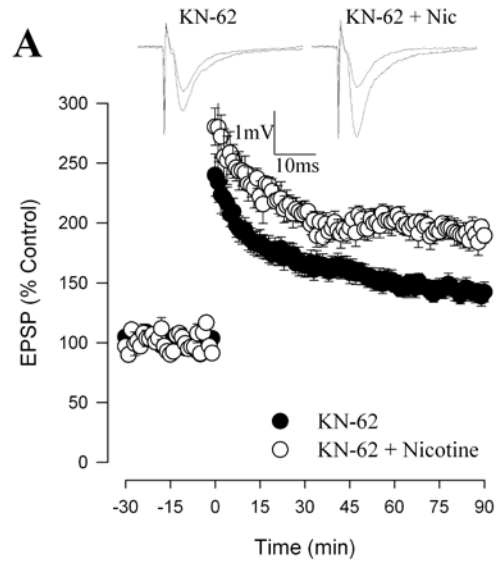 KN-62 KN-62 + Nic
A
300
250
200
150
100
50
0
EPSP (% Control)
1mV
10ms
KN-62
KN-62 + Nicotine
-30 -15 0 15 30 45 60 75 90
Time (min)